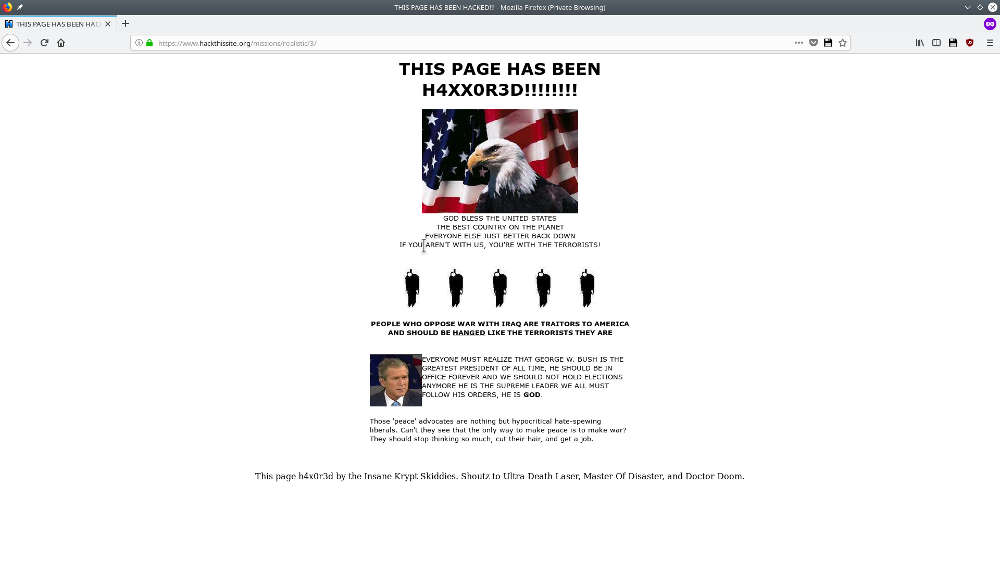 THIS PAGE HAS BEEN HACKED!!! - Mozilla Firefox (Private Browsing)
THIS PAGE HAS BEEN HAC
https://www.hackthissite.org/missions/realistic/3/
THIS PAGE HAS BEEN
H4XX0R3D!!!!!!!!
GOD BLESS THE UNITED STATES
THE BEST COUNTRY ON THE PLANET
EVERYONE ELSE JUST BETTER BACK DOWN
IF YOU AREN'T WITH US, YOU'RE WITH THE TERRORISTS!
PEOPLE WHO OPPOSE WAR WITH IRAQ ARE TRAITORS TO AMERICA
AND SHOULD BE HANGED LIKE THE TERRORISTS THEY ARE
EVERYONE MUST REALIZE THAT GEORGE W. BUSH IS THE
GREATEST PRESIDENT OF ALL TIME, HE SHOULD BE IN
OFFICE FOREVER AND WE SHOULD NOT HOLD ELECTIONS
ANYMORE HE IS THE SUPREME LEADER WE ALL MUST
FOLLOW HIS ORDERS, HE IS GOD.
Those 'peace' advocates are nothing but hypocritical hate-spewing
liberals. Can't they see that the only way to make peace is to make war?
They should stop thinking so much, cut their hair, and get a job.
This page h4x0r3d by the Insane Krypt Skiddies. Shoutz to Ultra Death Laser, Master Of Disaster, and Doctor Doom.